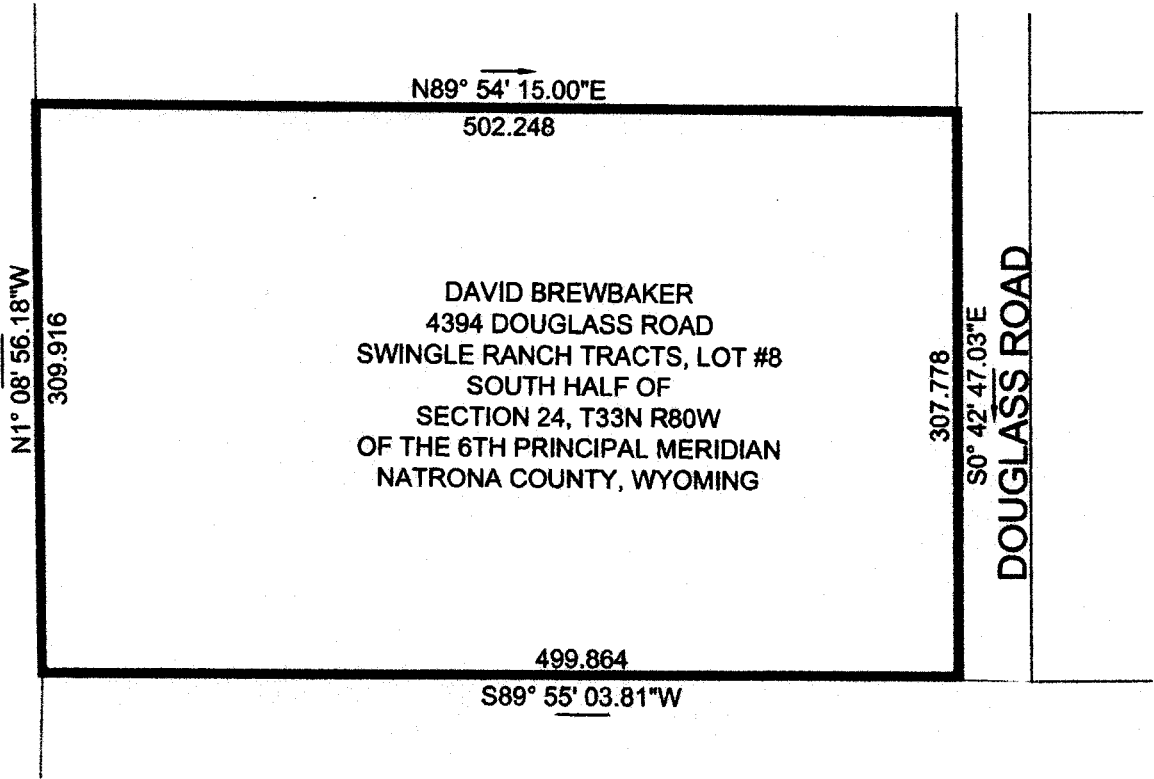 N89° 54' 15.00"E
502.248
N1° 08' 56.18"W
309.916
DAVID BREWBAKER
4394 DOUGLASS ROAD
SWINGLE RANCH TRACTS, LOT #8
SOUTH HALF OF
SECTION 24, T33N R80W
OF THE 6TH PRINCIPAL MERIDIAN
NATRONA COUNTY, WYOMING
307.778
S0° 42' 47.03"E
DOUGLASS ROAD
499.864
S89° 55' 03.81"W